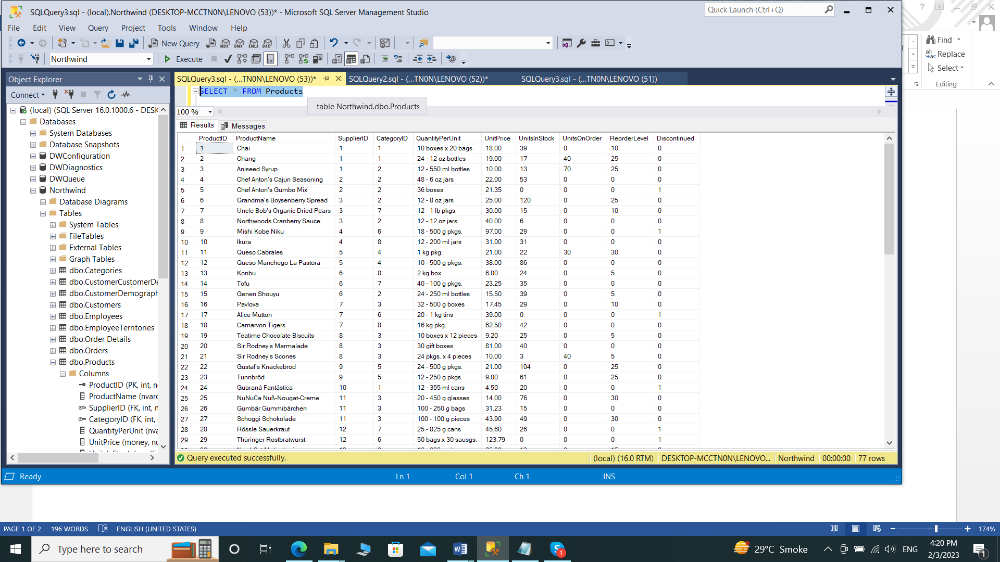 SQLQuery3.sql - (local).Northwind (DESKTOP-MCCTN0N\LENOVO (53))* - Microsoft SQL Server Management Studio
Quick Launch (Ctrl+Q)
File Edit View Query Project Tools Window Help
New Query MDX DMX XMLA DAX
Northwind Execute
Find
Replace
Select
Editing
Object Explorer
Connect
(local) (SQL Server 16.0.1000.6 - DESK
Databases
System Databases
Database Snapshots
DWConfiguration
DWDiagnostics
DWQueue
Northwind
Database Diagrams
Tables
System Tables
FileTables
External Tables
Graph Tables
dbo.Categories
dbo.CustomerCustomerDe
dbo.CustomerDemograph
dbo.Customers
dbo.Employees
dbo.EmployeeTerritories
dbo.Order Details
dbo.Orders
dbo.Products
Columns
ProductID (PK, int, n
ProductName (nvarc
SupplierID (FK, int, n
CategoryID (FK, int,
QuantityPerUnit (nva
UnitPrice (money, nu
SQLQuery3.sql - (...TN0N\LENOVO (53))* SQLQuery2.sql - (...TN0N\LENOVO (52))* SQLQuery3.sql - (...TN0N\LENOVO (51))
SELECT * FROM Products
table Northwind.dbo.Products
100 %
Results Messages
ProductID ProductName SupplierID CategoryID QuantityPerUnit UnitPrice UnitsInStock UnitsOnOrder ReorderLevel Discontinued
1 1 Chai 1 1 10 boxes x 20 bags 18.00 39 0 10 0
2 2 Chang 1 1 24 - 12 oz bottles 19.00 17 40 25 0
3 3 Aniseed Syrup 1 2 12 - 550 ml bottles 10.00 13 70 25 0
4 4 Chef Anton's Cajun Seasoning 2 2 48 - 6 oz jars 22.00 53 0 0 0
5 5 Chef Anton's Gumbo Mix 2 2 36 boxes 21.35 0 0 0 1
6 6 Grandma's Boysenberry Spread 3 2 12 - 8 oz jars 25.00 120 0 25 0
7 7 Uncle Bob's Organic Dried Pears 3 7 12 - 1 lb pkgs. 30.00 15 0 10 0
8 8 Northwoods Cranberry Sauce 3 2 12 - 12 oz jars 40.00 6 0 0 0
9 9 Mishi Kobe Niku 4 6 18 - 500 g pkgs. 97.00 29 0 0 1
10 10 Ikura 4 8 12 - 200 ml jars 31.00 31 0 0 0
11 11 Queso Cabrales 5 4 1 kg pkg. 21.00 22 30 30 0
12 12 Queso Manchego La Pastora 5 4 10 - 500 g pkgs. 38.00 86 0 0 0
13 13 Konbu 6 8 2 kg box 6.00 24 0 5 0
14 14 Tofu 6 7 40 - 100 g pkgs. 23.25 35 0 0 0
15 15 Genen Shouyu 6 2 24 - 250 ml bottles 15.50 39 0 5 0
16 16 Pavlova 7 3 32 - 500 g boxes 17.45 29 0 10 0
17 17 Alice Mutton 7 6 20 - 1 kg tins 39.00 0 0 0 1
18 18 Carnarvon Tigers 7 8 16 kg pkg. 62.50 42 0 0 0
19 19 Teatime Chocolate Biscuits 8 3 10 boxes x 12 pieces 9.20 25 0 5 0
20 20 Sir Rodney's Marmalade 8 3 30 gift boxes 81.00 40 0 0 0
21 21 Sir Rodney's Scones 8 3 24 pkgs. x 4 pieces 10.00 3 40 5 0
22 22 Gustaf's Knäckebröd 9 5 24 - 500 g pkgs. 21.00 104 0 25 0
23 23 Tunnbröd 9 5 12 - 250 g pkgs. 9.00 61 0 25 0
24 24 Guaraná Fantástica 10 1 12 - 355 ml cans 4.50 20 0 0 1
25 25 NuNuCa Nuß-Nougat-Creme 11 3 20 - 450 g glasses 14.00 76 0 30 0
26 26 Gumbär Gummibärchen 11 3 100 - 250 g bags 31.23 15 0 0 0
27 27 Schoggi Schokolade 11 3 100 - 100 g pieces 43.90 49 0 30 0
28 28 Rössle Sauerkraut 12 7 25 - 825 g cans 45.60 26 0 0 1
29 29 Thüringer Rostbratwurst 12 6 50 bags x 30 sausgs. 123.79 0 0 0 1
Query executed successfully. (local) (16.0 RTM) DESKTOP-MCCTN0N\LENOVO... Northwind 00:00:00 77 rows
Ready Ln 1 Col 1 Ch 1 INS
PAGE 1 OF 2 196 WORDS ENGLISH (UNITED STATES) 174%
Type here to search 1 29°C Smoke ENG 4:20 PM
2/3/2023 1